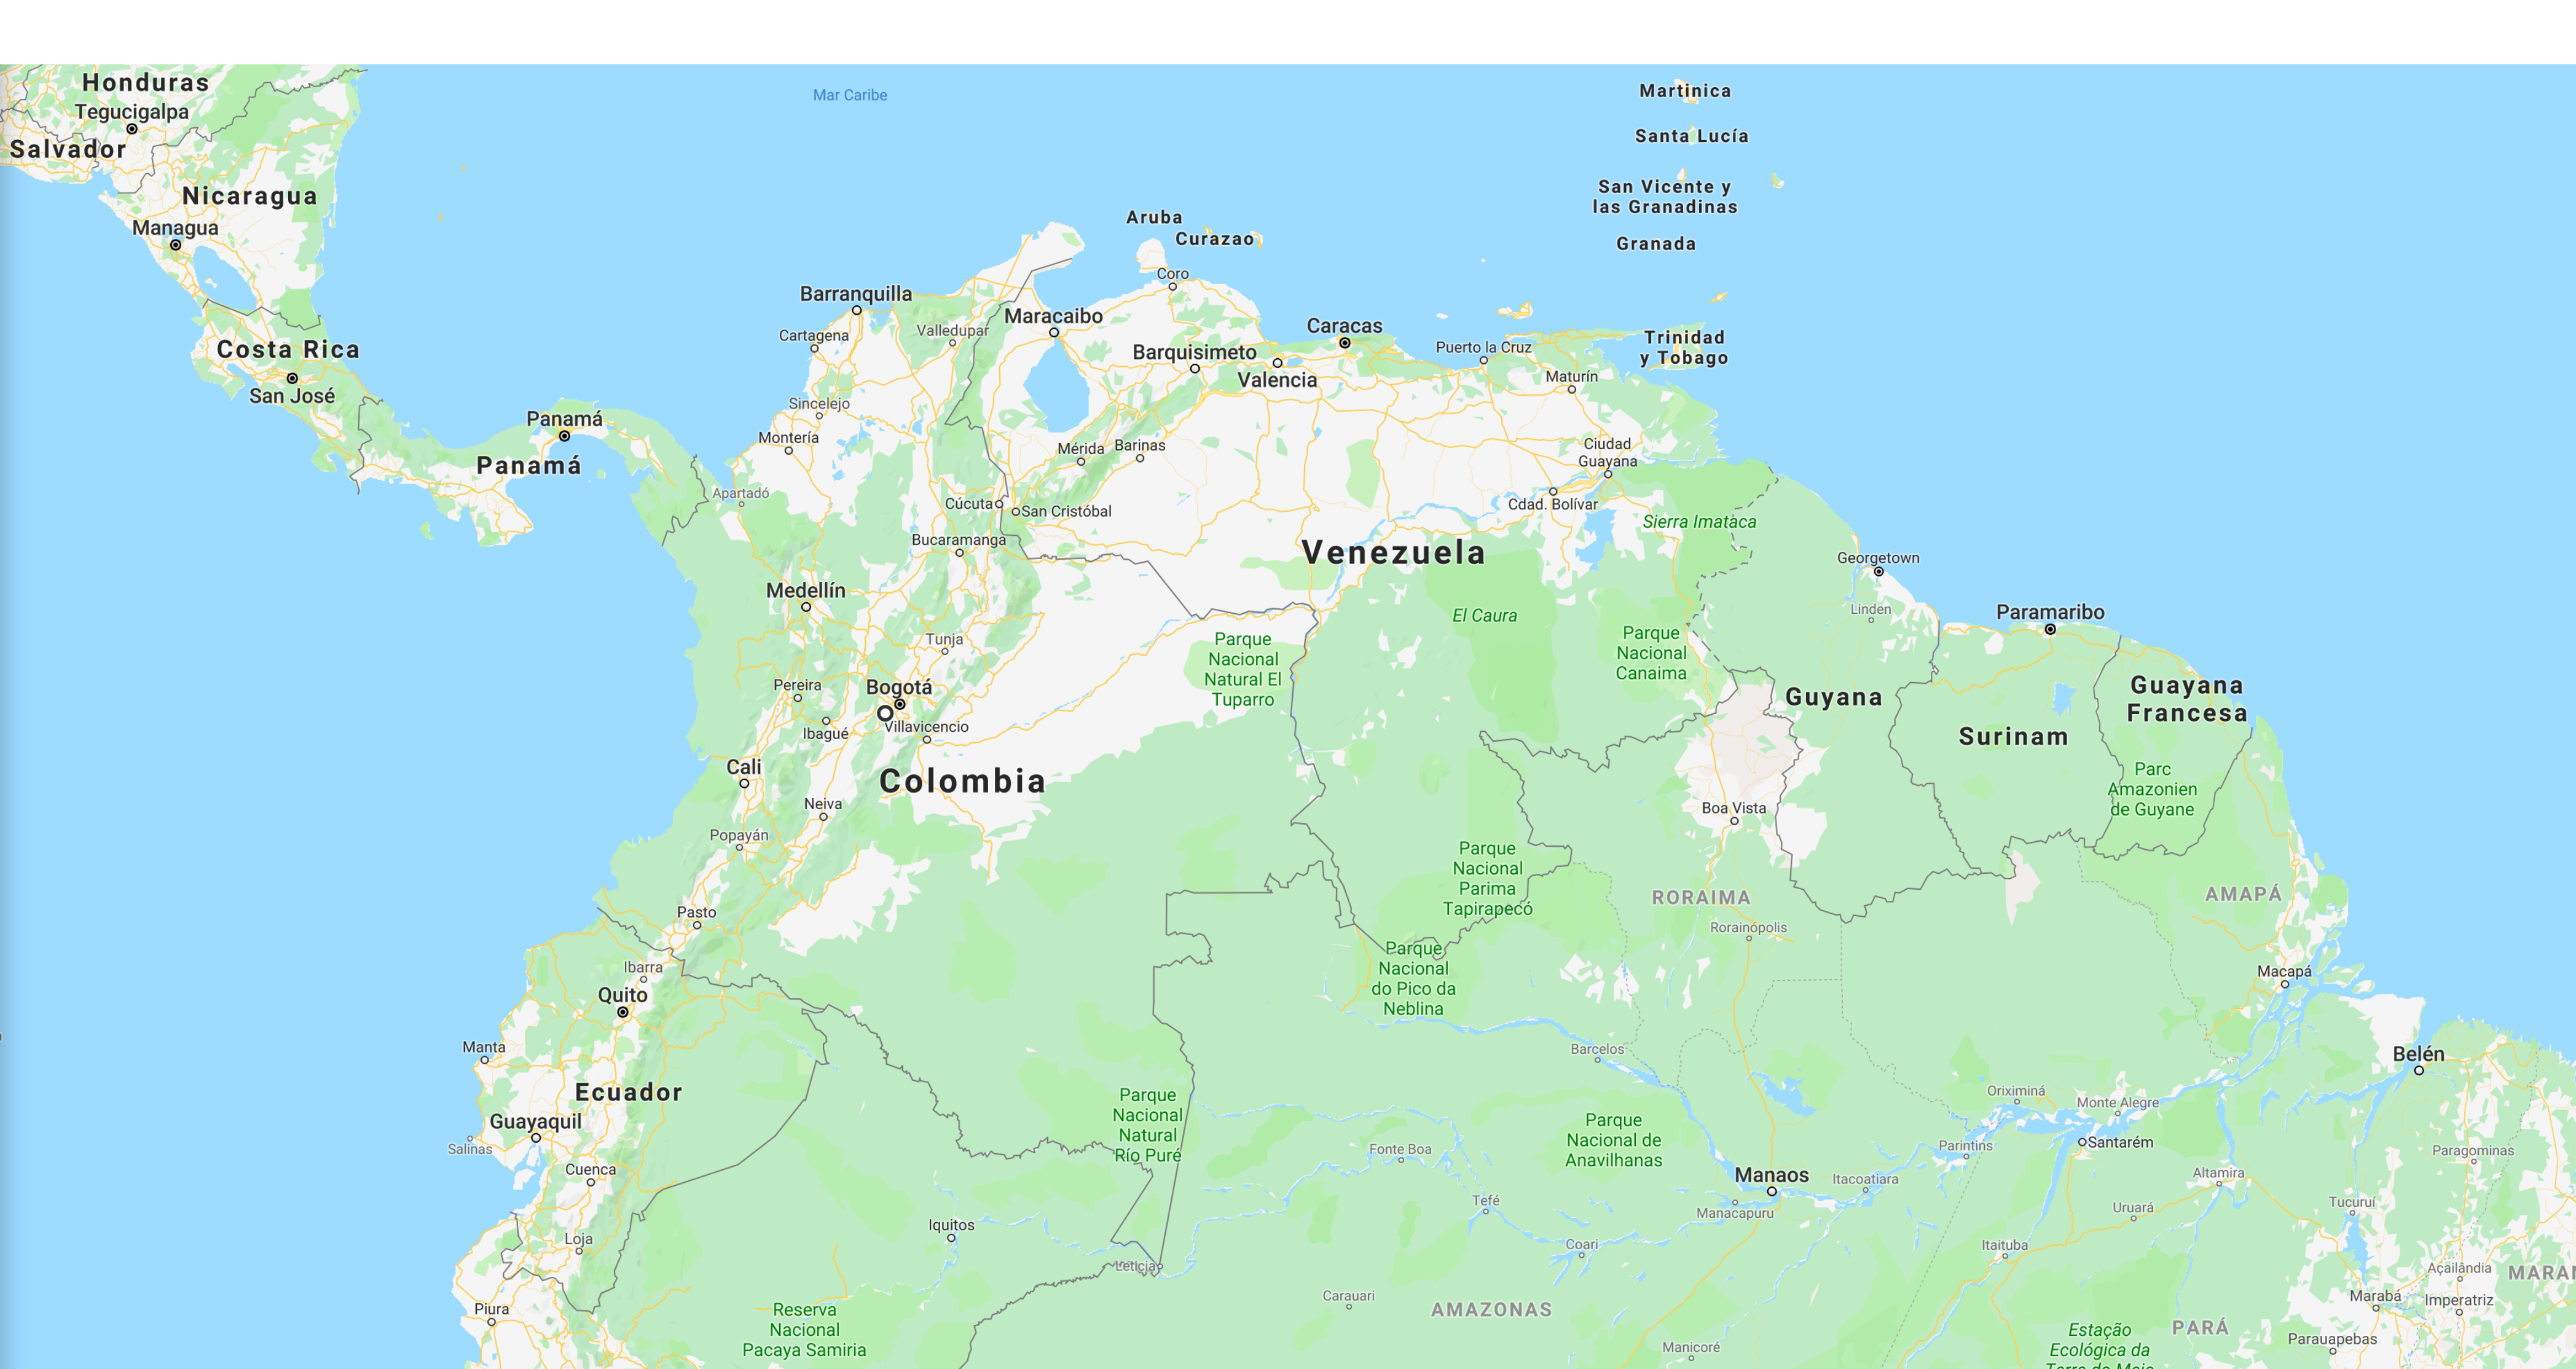 Honduras
Tegucigalpa
Salvador
Nicaragua
Managua
Mar Caribe
Martinica
Santa Lucía
San Vicente y
las Granadinas
Granada
Aruba
Curazao
Coro
Barranquilla
Cartagena
Valledupar
Maracaibo
Caracas
Barquisimeto
Valencia
Puerto la Cruz
Trinidad
y Tobago
Maturín
Costa Rica
San José
Panamá
Panamá
Sincelejo
Montería
Mérida
Barinas
Ciudad
Guayana
Apartadó
Cúcuta
San Cristóbal
Cdad. Bolívar
Sierra Imataca
Bucaramanga
Venezuela
Georgetown
Medellín
El Caura
Linden
Paramaribo
Tunja
Parque
Nacional
Natural El
Tuparro
Parque
Nacional
Canaima
Pereira
Bogotá
Guyana
Guayana
Francesa
Ibagué
Villavicencio
Surinam
Cali
Colombia
Parc
Amazonien
de Guyane
Neiva
Boa Vista
Popayán
Parque
Nacional
Parima
Tapirapecó
RORAIMA
AMAPÁ
Pasto
Rorainópolis
Parque
Nacional
do Pico da
Neblina
Ibarra
Macapá
Quito
Manta
Barcelos
Belén
Ecuador
Parque
Nacional
Natural
Río Puré
Oriximiná
Monte Alegre
Guayaquil
Parque
Nacional de
Anavilhanas
Salinas
Fonte Boa
Parintins
Santarém
Paragominas
Cuenca
Manaos
Itacoatiara
Altamira
Tefé
Manacapuru
Uruará
Tucuruí
Iquitos
Loja
Coari
Itaituba
Leticia
Açailândia
MARAN
Carauari
AMAZONAS
Marabá
Imperatriz
Piura
Reserva
Nacional
Pacaya Samiria
Manicoré
Estação
Ecológica da
Terra do Meio
PARÁ
Parauapebas